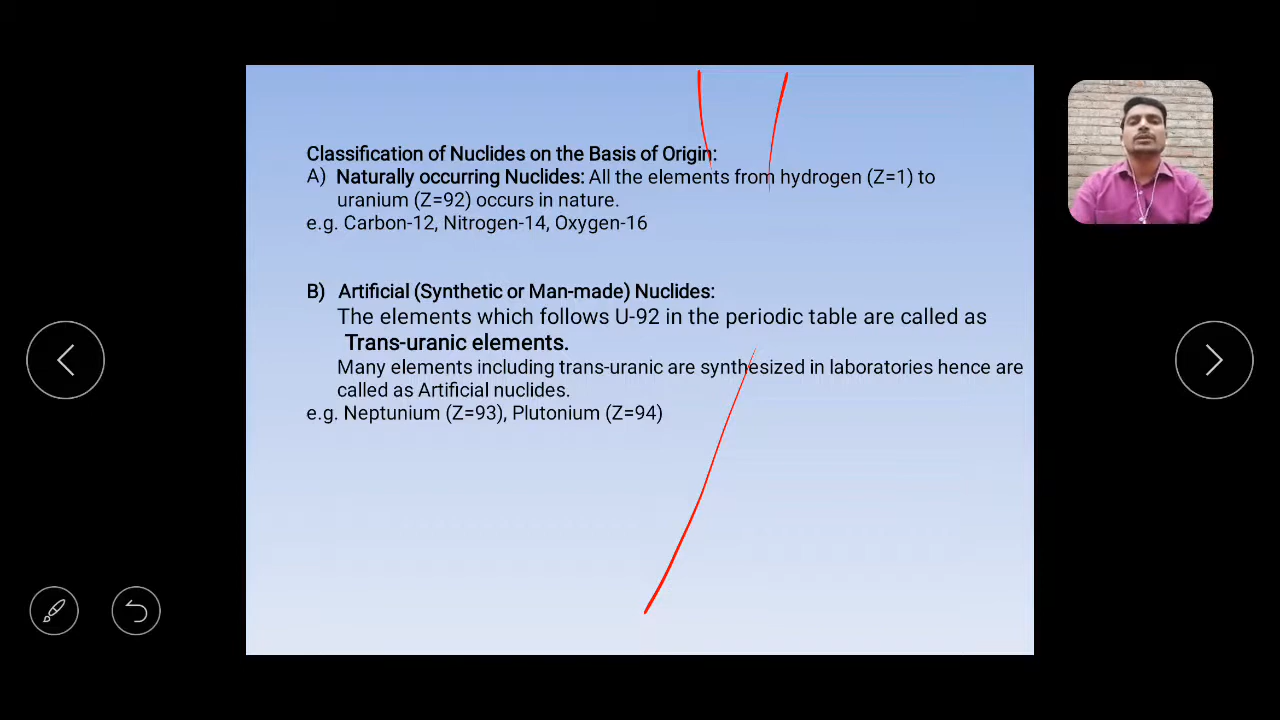 Classification of Nuclides on the Basis of Origin:
A) Naturally occurring Nuclides: All the elements from hydrogen (Z=1) to
uranium (Z=92) occurs in nature.
e.g. Carbon-12, Nitrogen-14, Oxygen-16
B) Artificial (Synthetic or Man-made) Nuclides:
The elements which follows U-92 in the periodic table are called as
Trans-uranic elements.
Many elements including trans-uranic are synthesized in laboratories hence are
called as Artificial nuclides.
e.g. Neptunium (Z=93), Plutonium (Z=94)